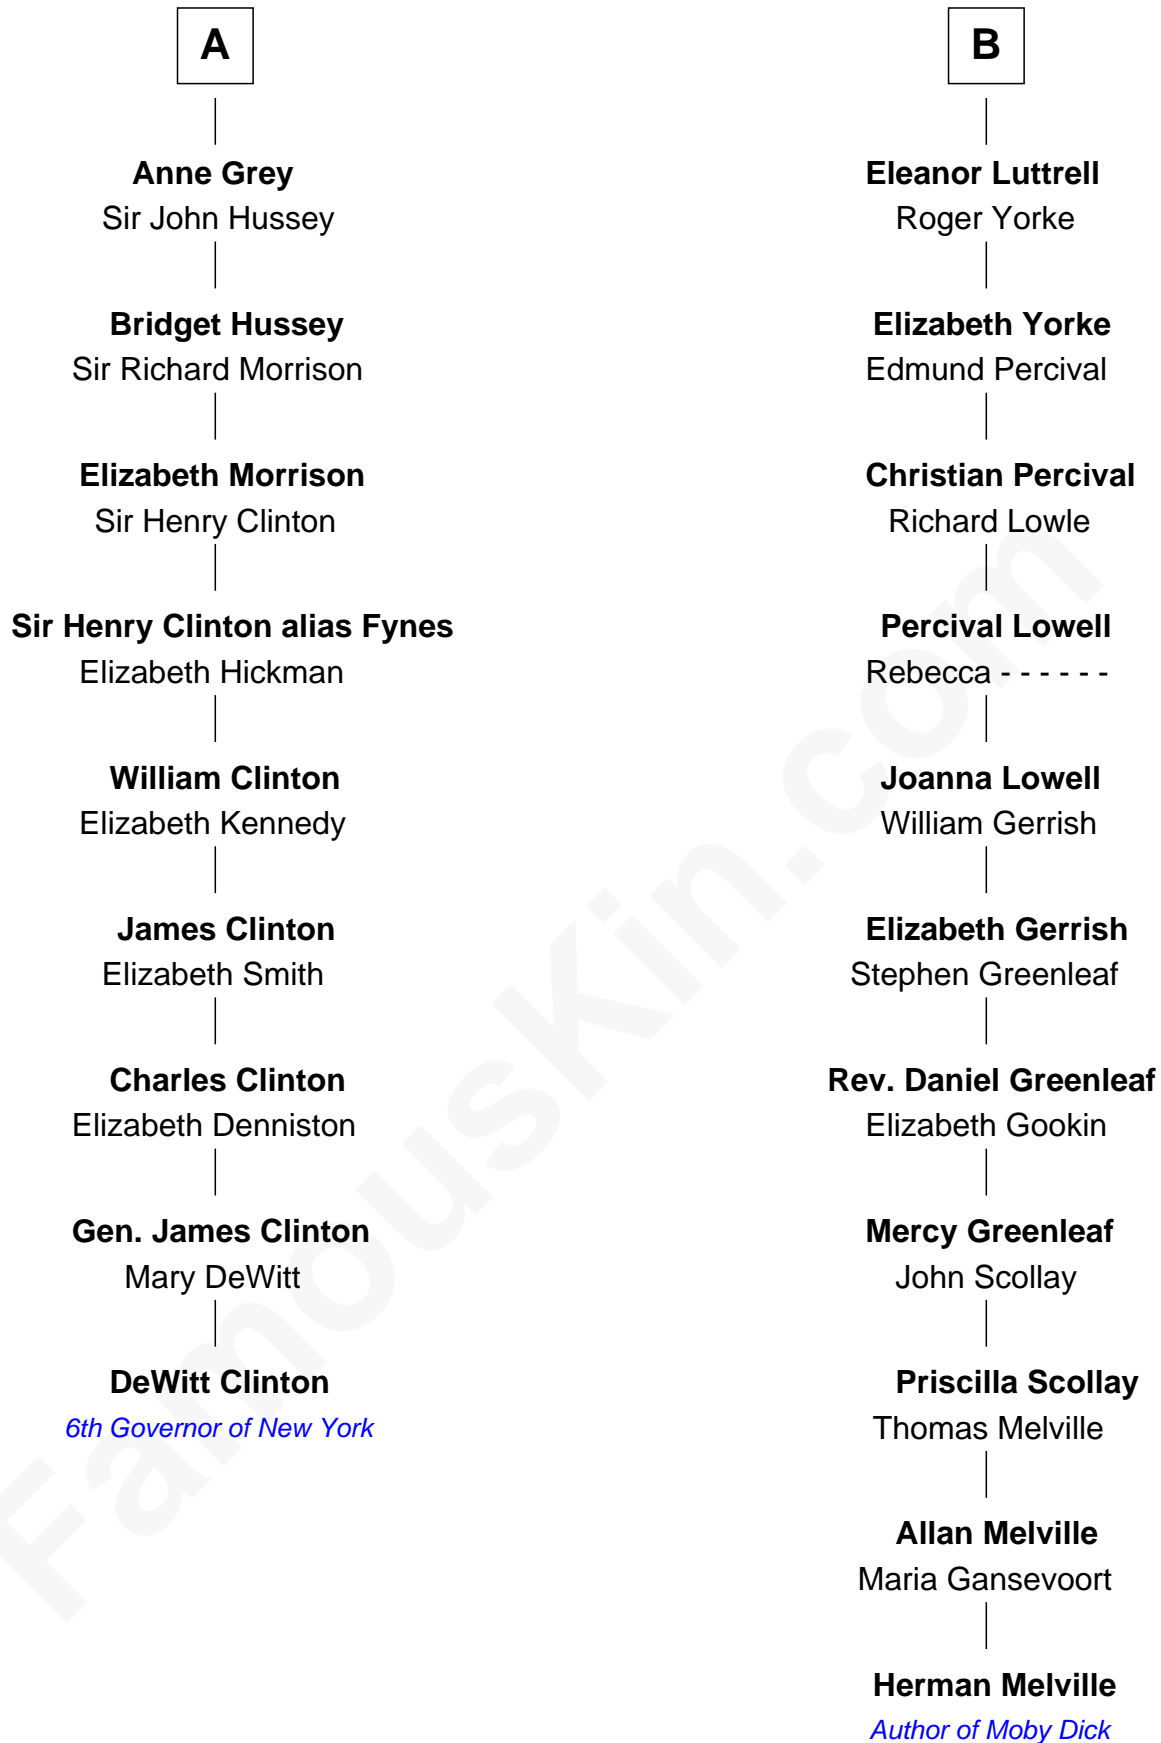 A
Anne Grey
Sir John Hussey
Bridget Hussey
Sir Richard Morrison
Elizabeth Morrison
Sir Henry Clinton
Sir Henry Clinton alias Fynes
Elizabeth Hickman
William Clinton
Elizabeth Kennedy
James Clinton
Elizabeth Smith
Charles Clinton
Elizabeth Denniston
Gen. James Clinton
Mary DeWitt
DeWitt Clinton
6th Governor of New York
B
Eleanor Luttrell
Roger Yorke
Elizabeth Yorke
Edmund Percival
Christian Percival
Richard Lowle
Percival Lowell
Rebecca - - - - - -
Joanna Lowell
William Gerrish
Elizabeth Gerrish
Stephen Greenleaf
Rev. Daniel Greenleaf
Elizabeth Gookin
Mercy Greenleaf
John Scollay
Priscilla Scollay
Thomas Melville
Allan Melville
Maria Gansevoort
Herman Melville
Author of Moby Dick
FamousKin.com